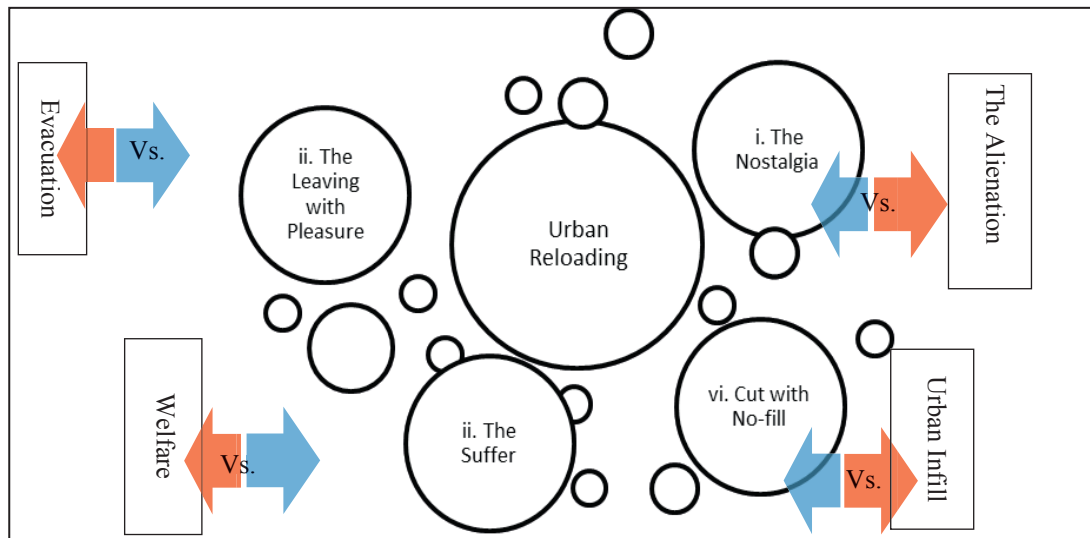 Evacuation
Vs.
ii. The
Leaving
with
Pleasure
Urban
Reloading
i. The
Nostalgia
Vs.
The Alienation
Welfare
Vs.
ii. The
Suffer
vi. Cut with
No-fill
Vs.
Urban Infill